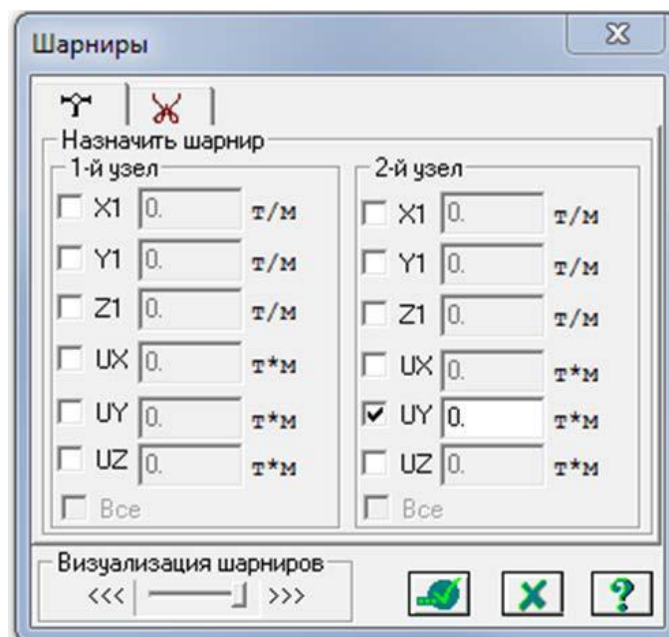 Шарниры
Назначить шарнир
1-й узел
X1 0. т/м
Y1 0. т/м
Z1 0. т/м
UX 0. т*м
UY 0. т*м
UZ 0. т*м
Все
2-й узел
X1 0. т/м
Y1 0. т/м
Z1 0. т/м
UX 0. т*м
UY 0. т*м
UZ 0. т*м
Все
Визуализация шарниров
<<< >>>
?